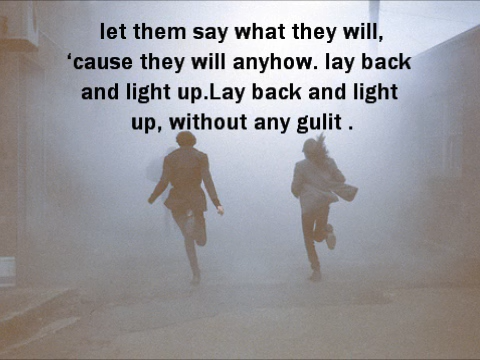 let them say what they will,
‘cause they will anyhow. lay back
and light up.Lay back and light
up, without any gulit .